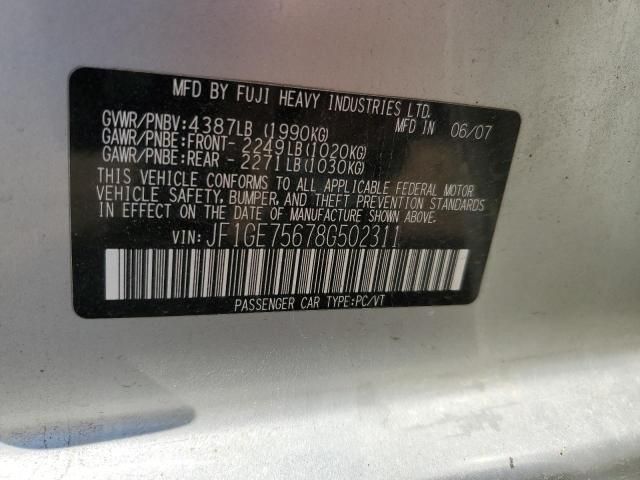 MFD BY FUJI HEAVY INDUSTRIES LTD.
GVWR/PNBV:4387LB (1990KG) MFD IN 06/07
GAWR/PNBE:FRONT- 2249LB(1020KG)
GAWR/PNBE:REAR - 2271LB(1030KG)
THIS VEHICLE CONFORMS TO ALL APPLICABLE FEDERAL MOTOR
VEHICLE SAFETY, BUMPER, AND THEFT PREVENTION STANDARDS
IN EFFECT ON THE DATE OF MANUFACTURE SHOWN ABOVE.
VIN: JF1GE75678G502311
PASSENGER CAR TYPE:PC/VT